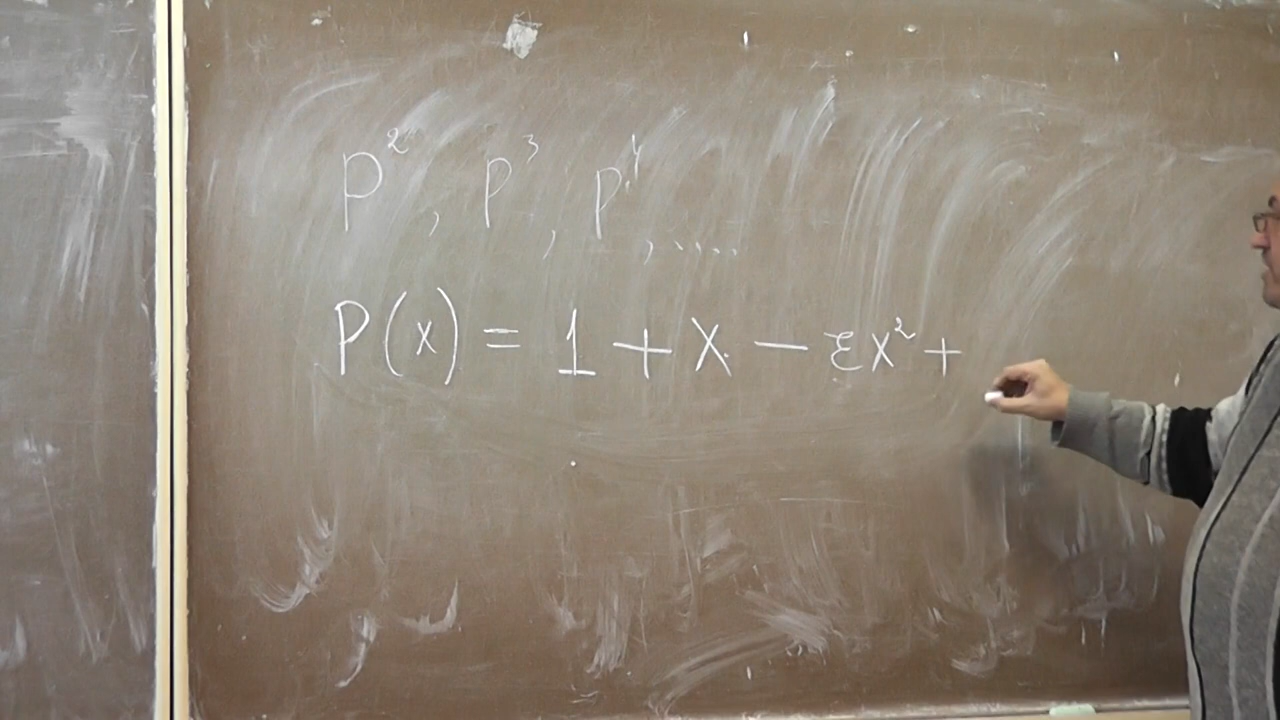 P², P³, P⁴, .....
P(x) = 1 + x - εx² +